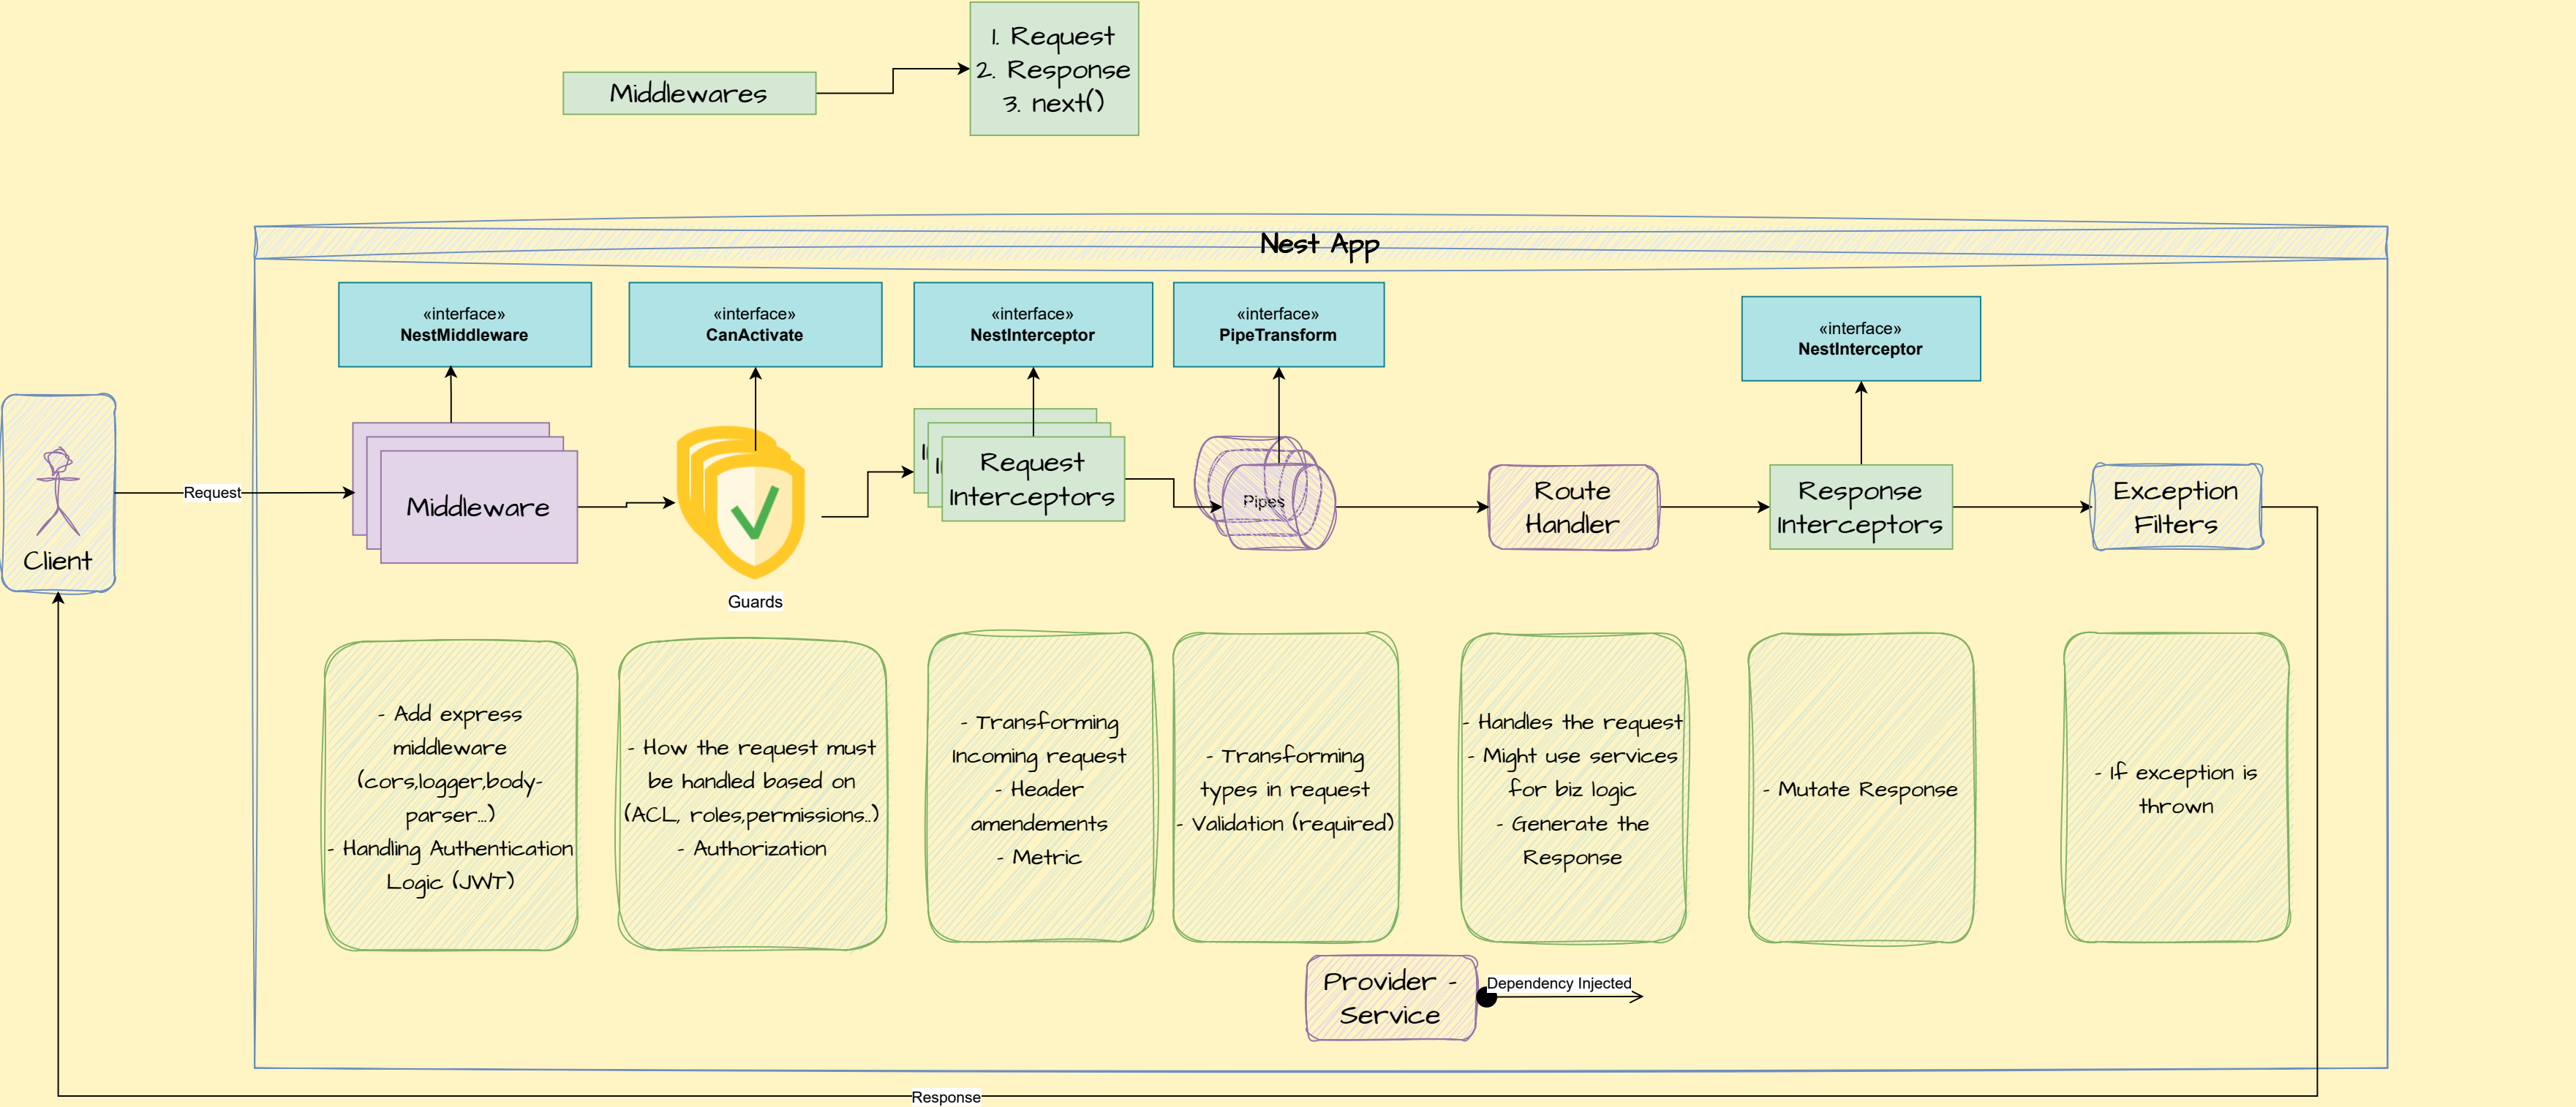 1. Request
2. Response
3. next()
Middlewares
Nest App
«interface»
NestMiddleware
«interface»
CanActivate
«interface»
NestInterceptor
«interface»
PipeTransform
«interface»
NestInterceptor
Client
Request
Middleware
Guards
Request
Interceptors
Pipes
Route
Handler
Response
Interceptors
Exception
Filters
- Add express
middleware
(cors,logger,body-
parser...)
- Handling Authentication
Logic (JWT)
- How the request must
be handled based on
(ACL, roles,permissions..)
- Authorization
- Transforming
Incoming request
- Header
amendements
- Metric
- Transforming
types in request
- Validation (required)
- Handles the request
- Might use services
for biz logic
- Generate the
Response
- Mutate Response
- If exception is
thrown
Provider -
Service
Dependency Injected
Response